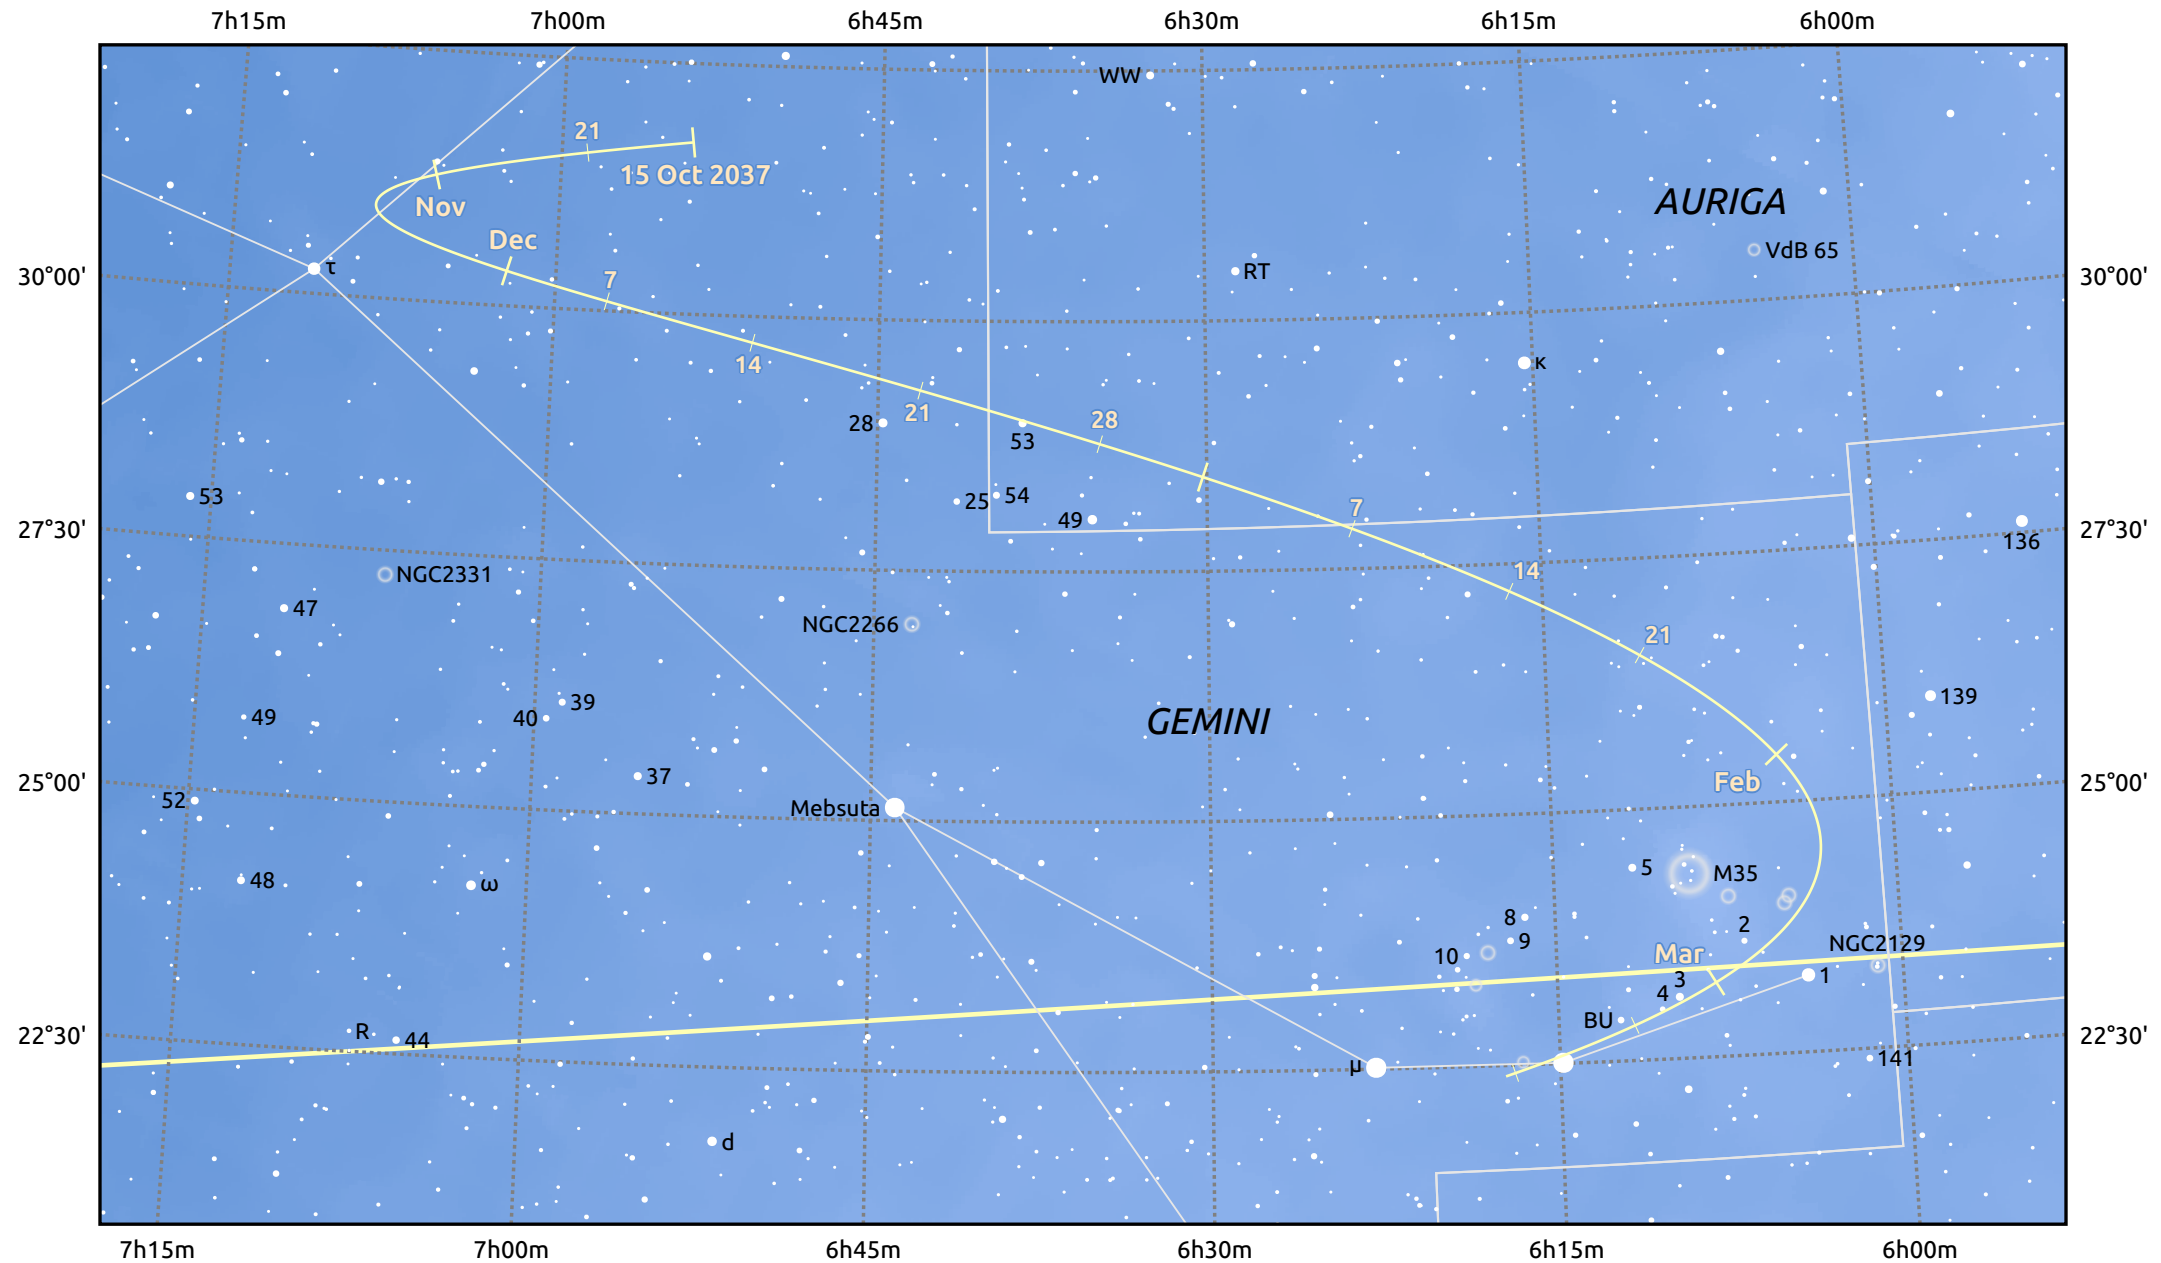 7h15m 7h00m 6h45m 6h30m 6h15m 6h00m
WW
21
15 Oct 2037
AURIGA
Nov
Dec
VdB 65
τ
RT
30°00' 30°00'
7
14
κ
21
28
28
53
53
25
54
49
7
27°30' 27°30'
136
14
NGC2331
47
NGC2266
21
39
40
49
GEMINI
139
37
Feb
25°00' 25°00'
52
Mebsuta
5
M35
48
ω
8
9
2
10
Mar
NGC2129
3
1
4
BU
R
44
22°30' 22°30'
μ
141
d
7h15m 7h00m 6h45m 6h30m 6h15m 6h00m